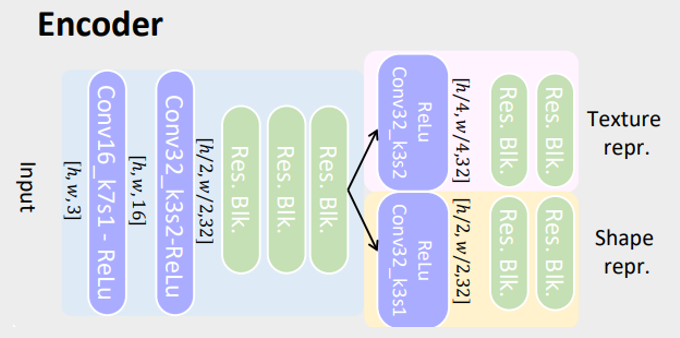 Encoder
Input
[h, w, 3]
Conv16_k7s1 - ReLu
[h, w, 16]
Conv32_k3s2-ReLu
[h/2, w/2, 32]
Res. Blk.
Res. Blk.
Res. Blk.
ReLu
Conv32_k3s2
[h/4, w/4, 32]
Res. Blk.
Res. Blk.
Texture
repr.
ReLu
Conv32_k3s1
[h/2, w/2, 32]
Res. Blk.
Res. Blk.
Shape
repr.